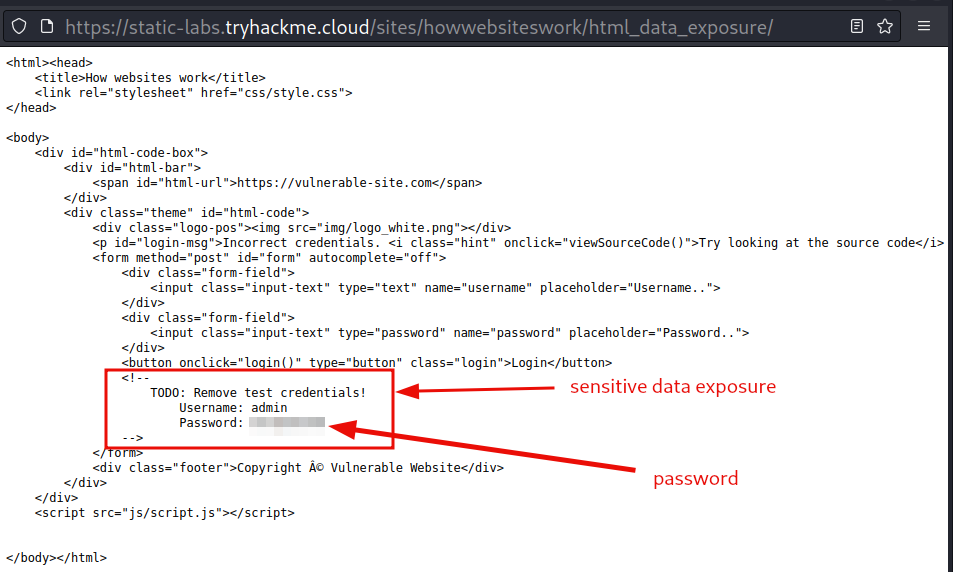 https://static-labs.tryhackme.cloud/sites/howwebsiteswork/html_data_exposure/
<html><head>
    <title>How websites work</title>
    <link rel="stylesheet" href="css/style.css">
</head>

<body>
    <div id="html-code-box">
        <div id="html-bar">
            <span id="html-url">https://vulnerable-site.com</span>
        </div>
        <div class="theme" id="html-code">
            <div class="logo-pos"><img src="img/logo_white.png"></div>
            <p id="login-msg">Incorrect credentials. <i class="hint" onclick="viewSourceCode()">Try looking at the source code</i>
            <form method="post" id="form" autocomplete="off">
                <div class="form-field">
                    <input class="input-text" type="text" name="username" placeholder="Username..">
                </div>
                <div class="form-field">
                    <input class="input-text" type="password" name="password" placeholder="Password..">
                </div>
                <button onclick="login()" type="button" class="login">Login</button>
                <!--
                    TODO: Remove test credentials!
                        Username: admin
                        Password:
                -->
            </form>
            <div class="footer">Copyright Â© Vulnerable Website</div>
        </div>
    </div>
    <script src="js/script.js"></script>


</body></html>
sensitive data exposure
password